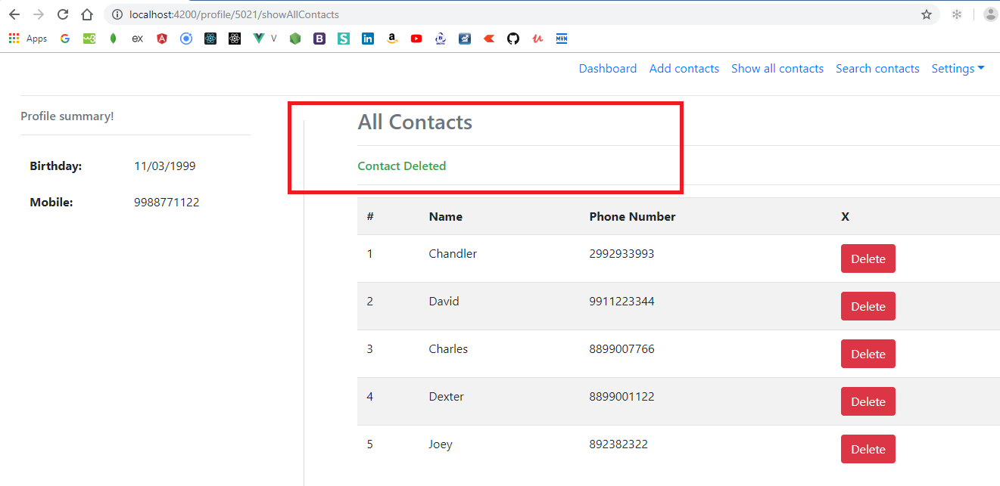 localhost:4200/profile/5021/showAllContacts
Apps G w3 ex A V B S in a MVN
Dashboard Add contacts Show all contacts Search contacts Settings
Profile summary!
All Contacts
Birthday: 11/03/1999
Contact Deleted
Mobile: 9988771122
# Name Phone Number X
1 Chandler 2992933993 Delete
2 David 9911223344 Delete
3 Charles 8899007766 Delete
4 Dexter 8899001122 Delete
5 Joey 892382322 Delete